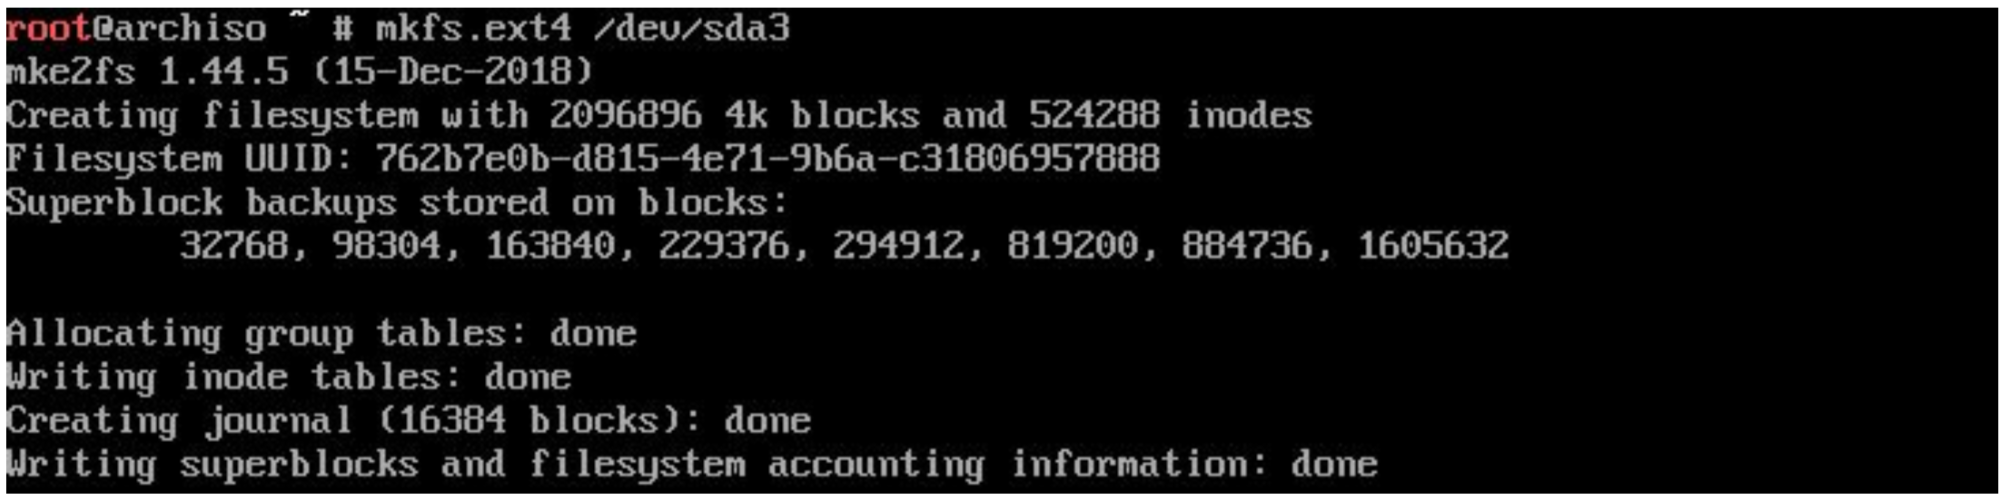 root@archiso ~ # mkfs.ext4 /dev/sda3
mke2fs 1.44.5 (15-Dec-2018)
Creating filesystem with 2096896 4k blocks and 524288 inodes
Filesystem UUID: 762b7e0b-d815-4e71-9b6a-c31806957888
Superblock backups stored on blocks:
        32768, 98304, 163840, 229376, 294912, 819200, 884736, 1605632
Allocating group tables: done
Writing inode tables: done
Creating journal (16384 blocks): done
Writing superblocks and filesystem accounting information: done